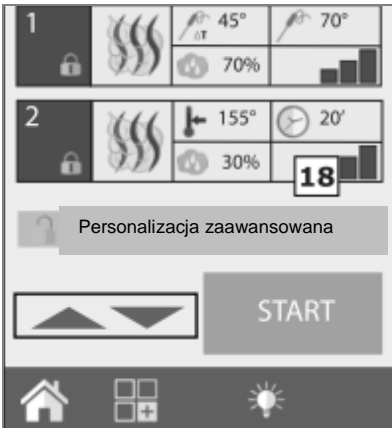 1 45° 70°
ΔT
70%
2 155° 20'
30%
18
Personalizacja zaawansowana
START